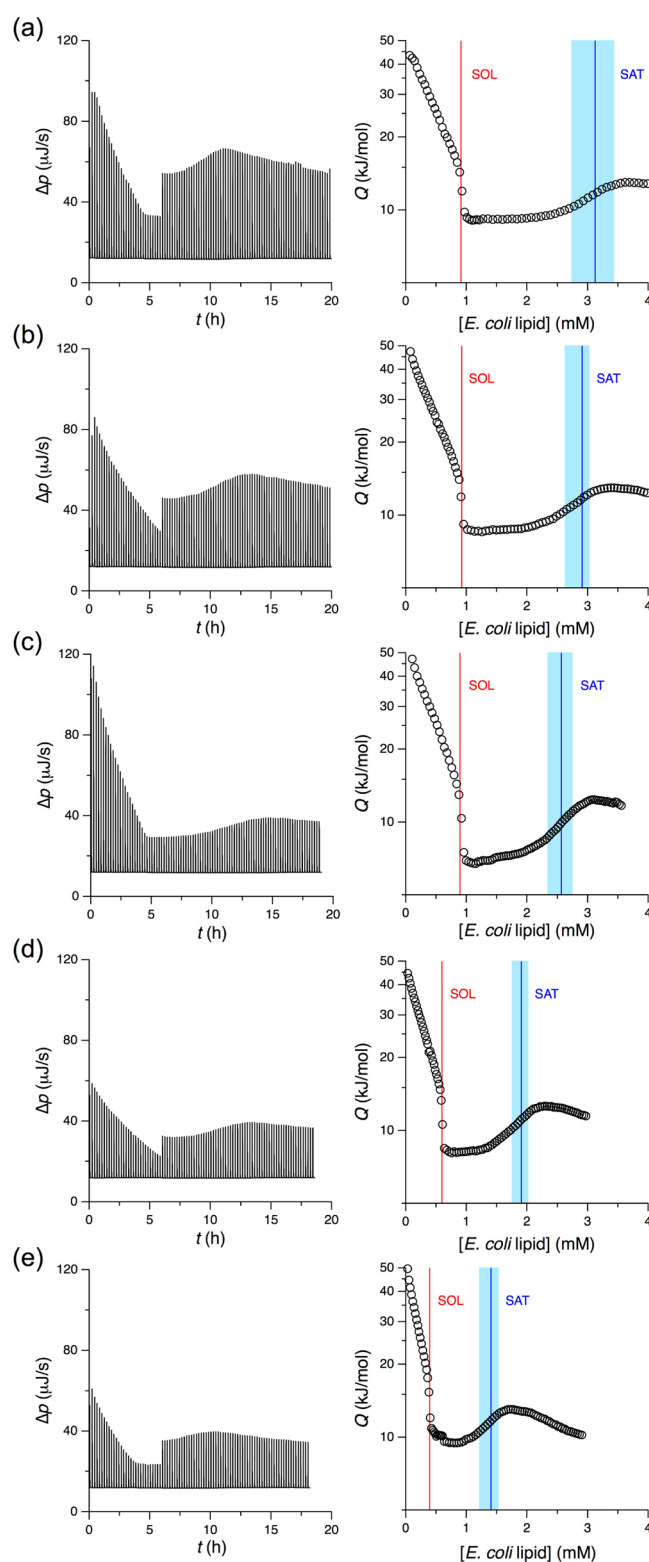 (a)
120
80
40
0
Δp (μJ/s)
0 5 10 15 20
t (h)
50
40
30
20
10
Q (kJ/mol)
SOL
SAT
0 1 2 3 4
[E. coli lipid] (mM)
(b)
120
80
40
0
Δp (μJ/s)
0 5 10 15 20
t (h)
50
40
30
20
10
Q (kJ/mol)
SOL
SAT
0 1 2 3 4
[E. coli lipid] (mM)
(c)
120
80
40
0
Δp (μJ/s)
0 5 10 15 20
t (h)
50
40
30
20
10
Q (kJ/mol)
SOL
SAT
0 1 2 3 4
[E. coli lipid] (mM)
(d)
120
80
40
0
Δp (μJ/s)
0 5 10 15 20
t (h)
50
40
30
20
10
Q (kJ/mol)
SOL
SAT
0 1 2 3 4
[E. coli lipid] (mM)
(e)
120
80
40
0
Δp (μJ/s)
0 5 10 15 20
t (h)
50
40
30
20
10
Q (kJ/mol)
SOL
SAT
0 1 2 3 4
[E. coli lipid] (mM)